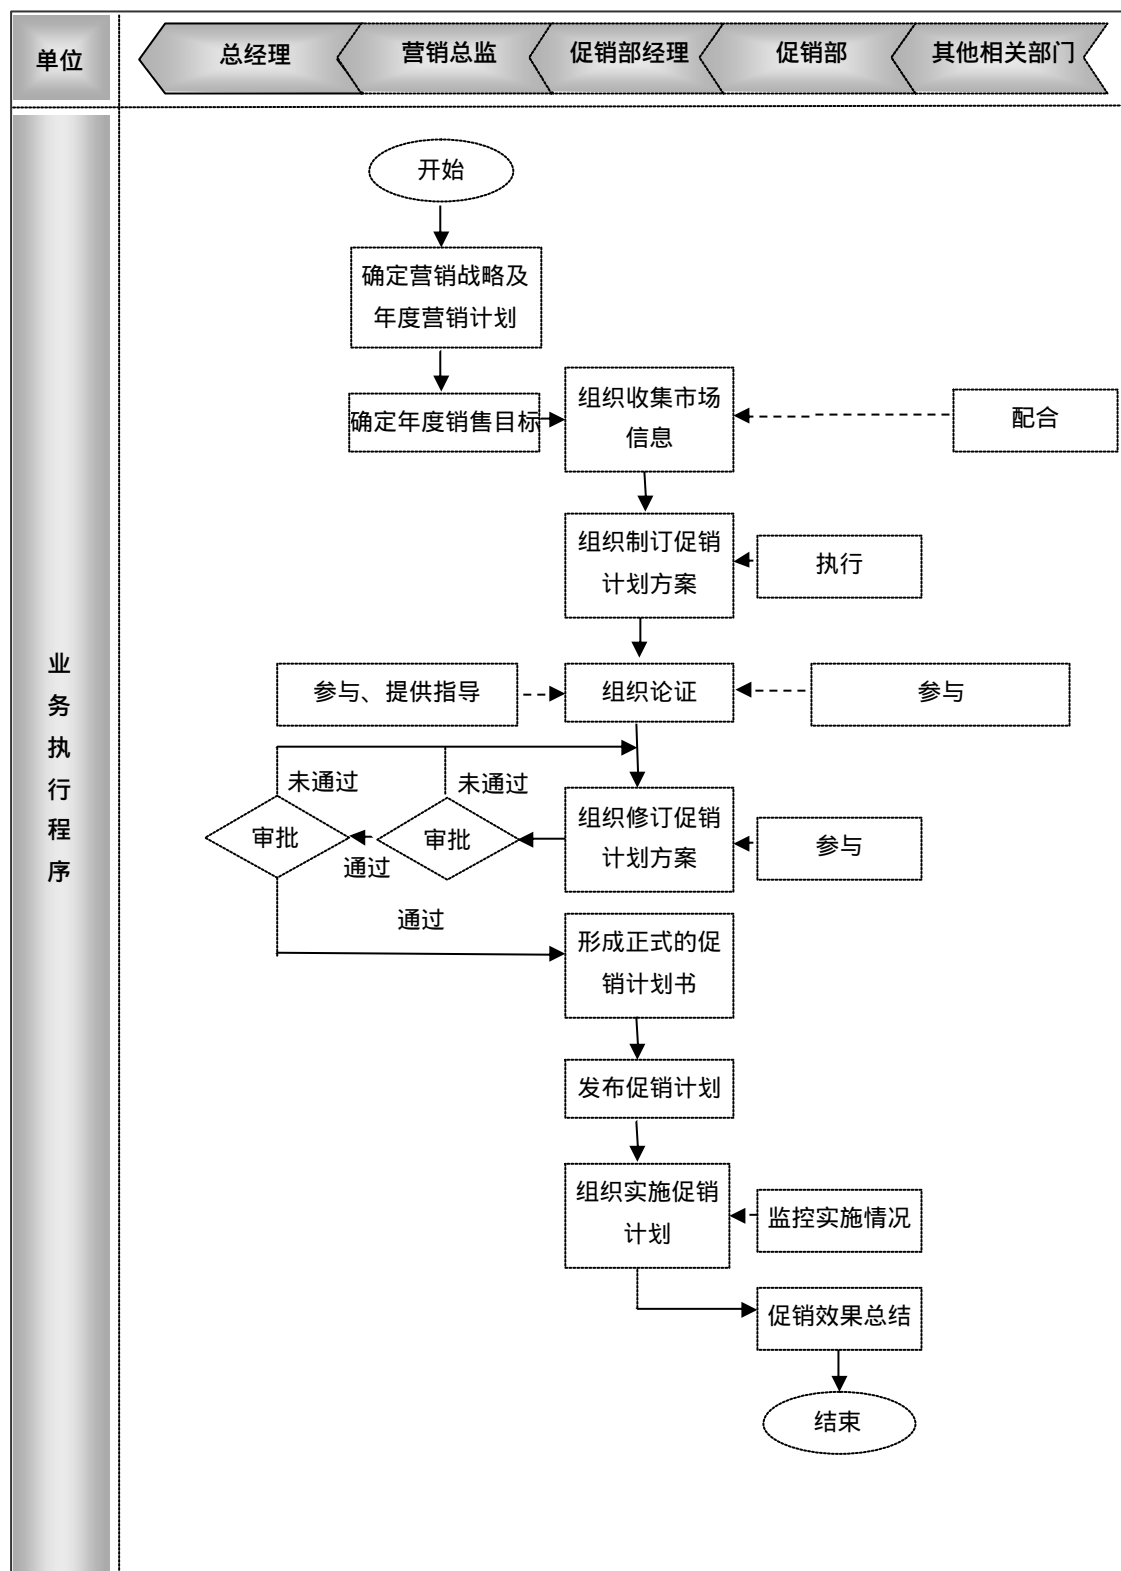 单位
总经理
营销总监
促销部经理
促销部
其他相关部门
业
务
执
行
程
序
开始
确定营销战略及
年度营销计划
确定年度销售目标
组织收集市场
信息
配合
组织制订促销
计划方案
执行
参与、提供指导
组织论证
参与
未通过
未通过
审批
审批
通过
组织修订促销
计划方案
参与
通过
形成正式的促
销计划书
发布促销计划
组织实施促销
计划
监控实施情况
促销效果总结
结束